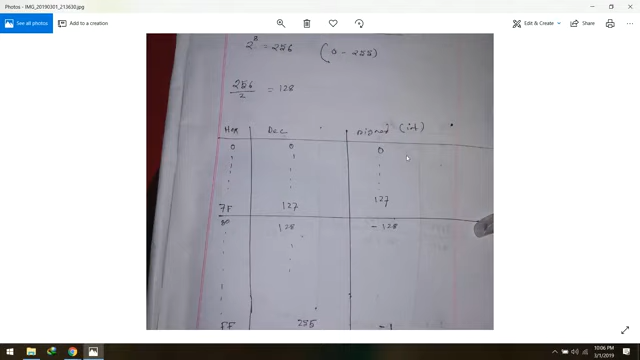 Photos - IMG_20190301_213630.jpg
See all photos
Add to a creation
Edit & Create
Share
2^8 = 256 (0 - 255)
256/2 = 128
Hex Dec signed (int)
0 0 0
7F 127 127
80 128 -128
FF 255 -1
10:06 PM
3/1/2019